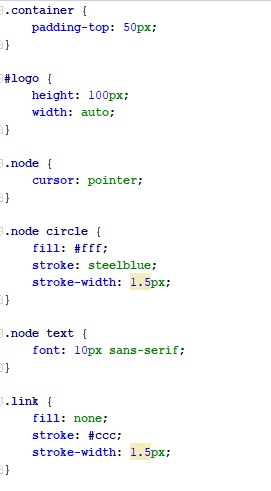 .container {
    padding-top: 50px;
}

#logo {
    height: 100px;
    width: auto;
}

.node {
    cursor: pointer;
}

.node circle {
    fill: #fff;
    stroke: steelblue;
    stroke-width: 1.5px;
}

.node text {
    font: 10px sans-serif;
}

.link {
    fill: none;
    stroke: #ccc;
    stroke-width: 1.5px;
}